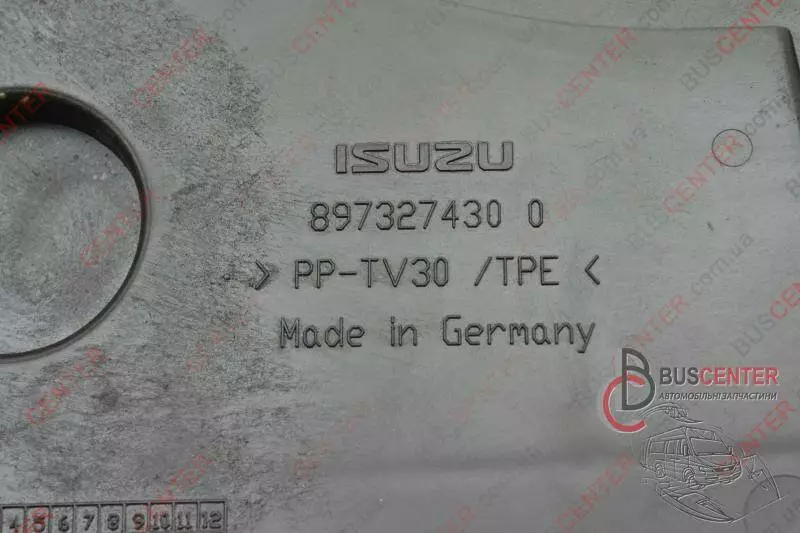 ISUZU
897327430 0
> PP-TV30 /TPE <
Made in Germany
BUSCENTER
АВТОМОБІЛЬНІ ЗАПЧАСТИНИ
4 5 6 7 8 9 10 11 12